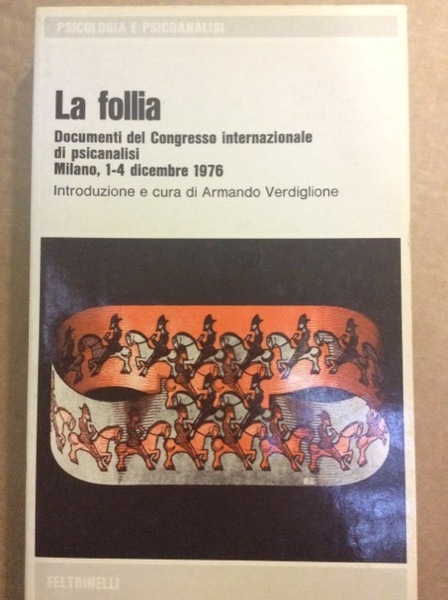 PSICOLOGIA E PSICOANALISI
La follia
Documenti del Congresso internazionale
di psicanalisi
Milano, 1-4 dicembre 1976
Introduzione e cura di Armando Verdiglione
FELTRINELLI